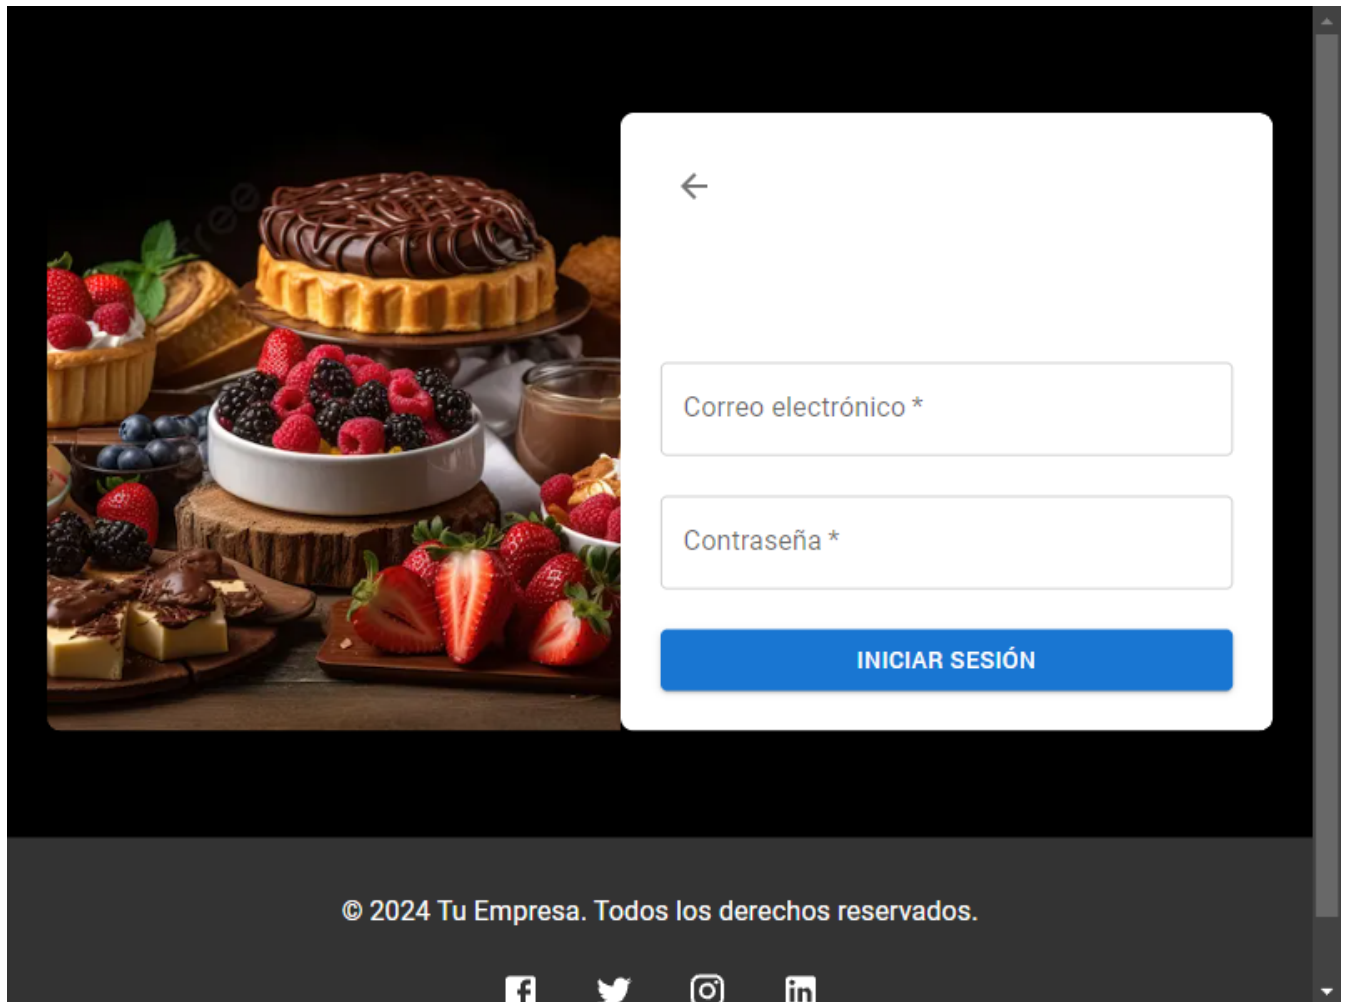 Correo electrónico *
Contraseña *
INICIAR SESIÓN
© 2024 Tu Empresa. Todos los derechos reservados.